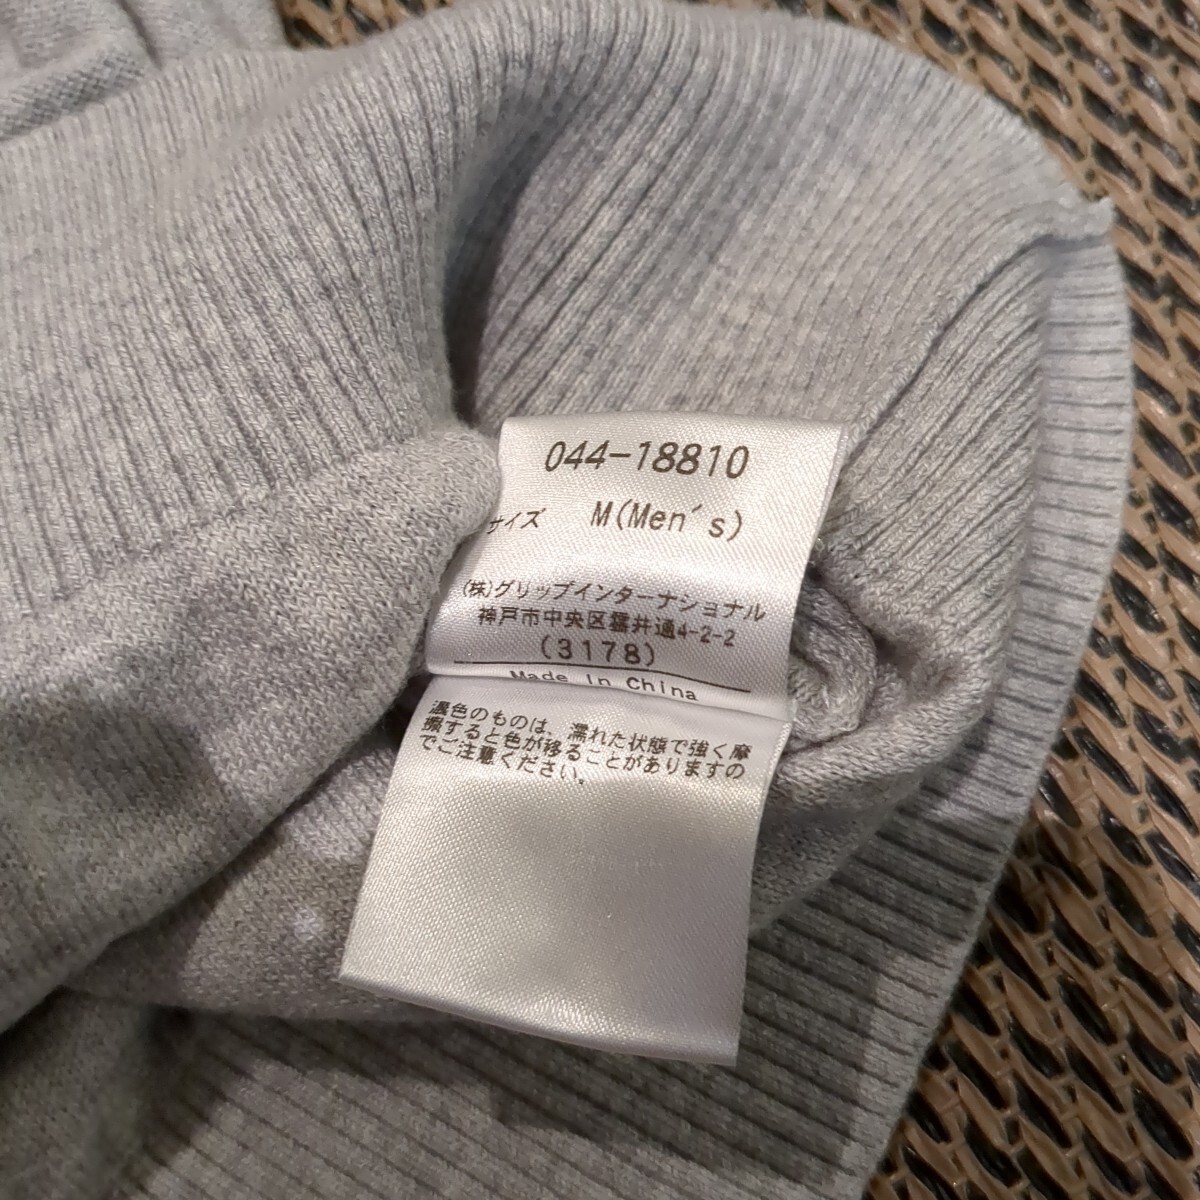 044-18810
サイズ M(Men's)
(株)グリップインターナショナル
神戸市中央区雲井通4-2-2
(3178)
Made in China
濃色のものは、濡れた状態で強く摩
擦すると色が移ることがありますの
でご注意ください。